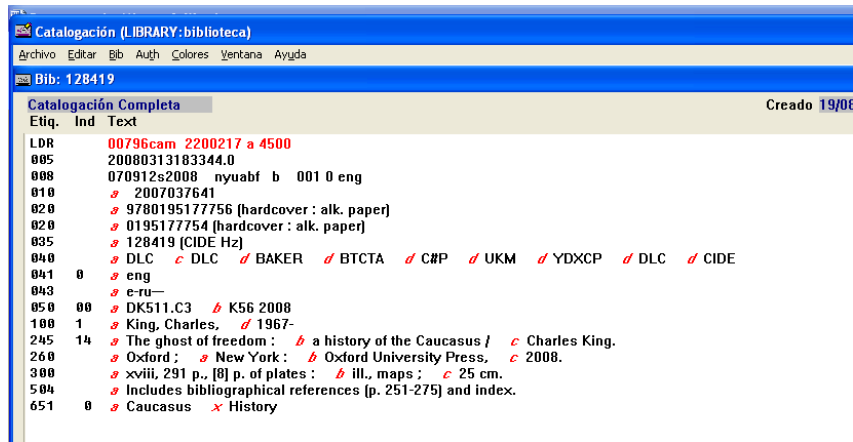 Catalogación (LIBRARY:biblioteca)
Archivo Editar Bib Auth Colores Ventana Ayuda
Bib: 128419
Catalogación Completa Creado 19/08
Etiq. Ind Text
LDR 00796cam 2200217 a 4500
005 20080313183344.0
008 070912s2008 nyuabf b 001 0 eng
010 a 2007037641
020 a 9780195177756 (hardcover : alk. paper)
020 a 0195177754 (hardcover : alk. paper)
035 a 128419 (CIDE Hz)
040 a DLC c DLC d BAKER d BTCTA d C#P d UKM d YDXCP d DLC d CIDE
041 0 a eng
043 a e-ru—
050 00 a DK511.C3 b K56 2008
100 1 a King, Charles, d 1967-
245 14 a The ghost of freedom : b a history of the Caucasus / c Charles King.
260 a Oxford ; a New York : b Oxford University Press, c 2008.
300 a xviii, 291 p., [8] p. of plates : b ill., maps ; c 25 cm.
504 a Includes bibliographical references (p. 251-275) and index.
651 0 a Caucasus x History